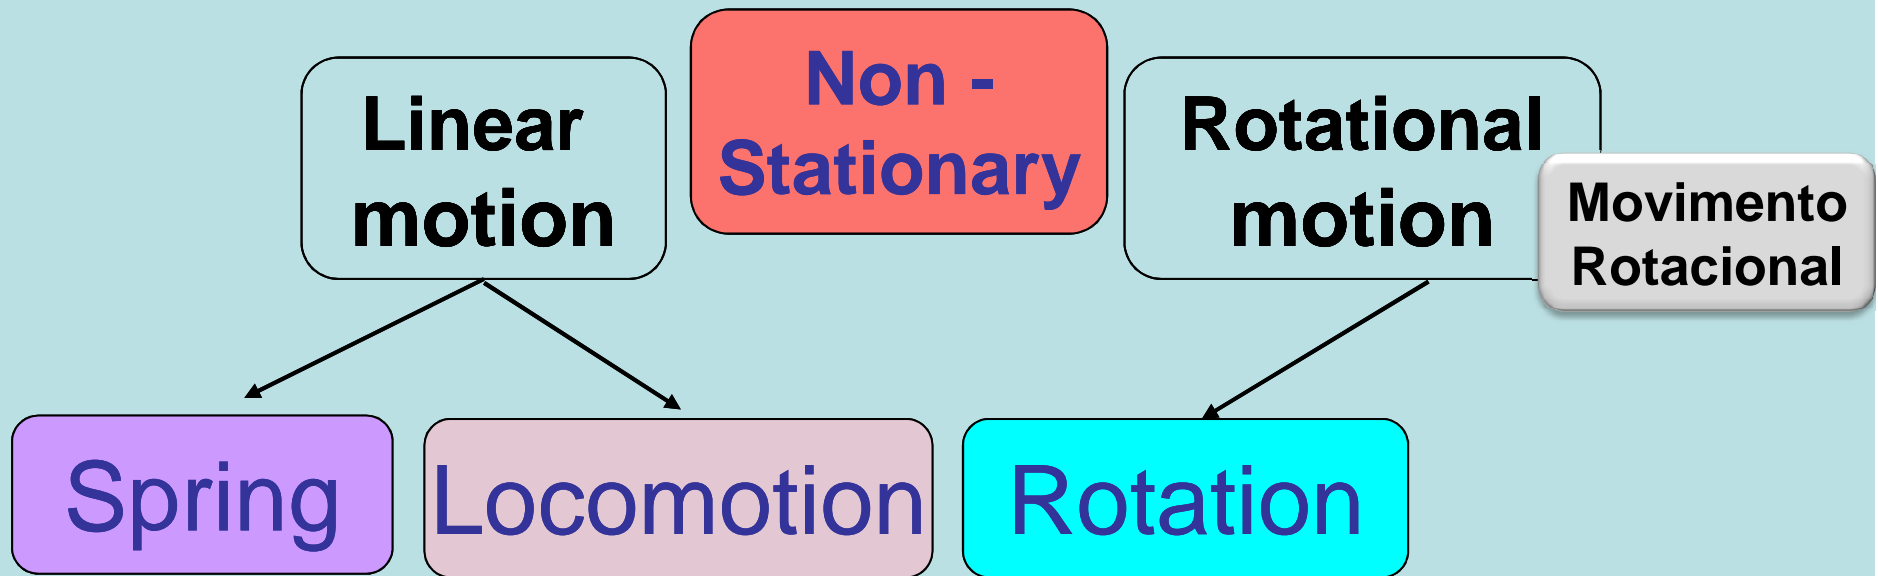 Non -
Stationary
Linear
motion
Rotational
motion
Movimento
Rotacional
Spring
Locomotion
Rotation